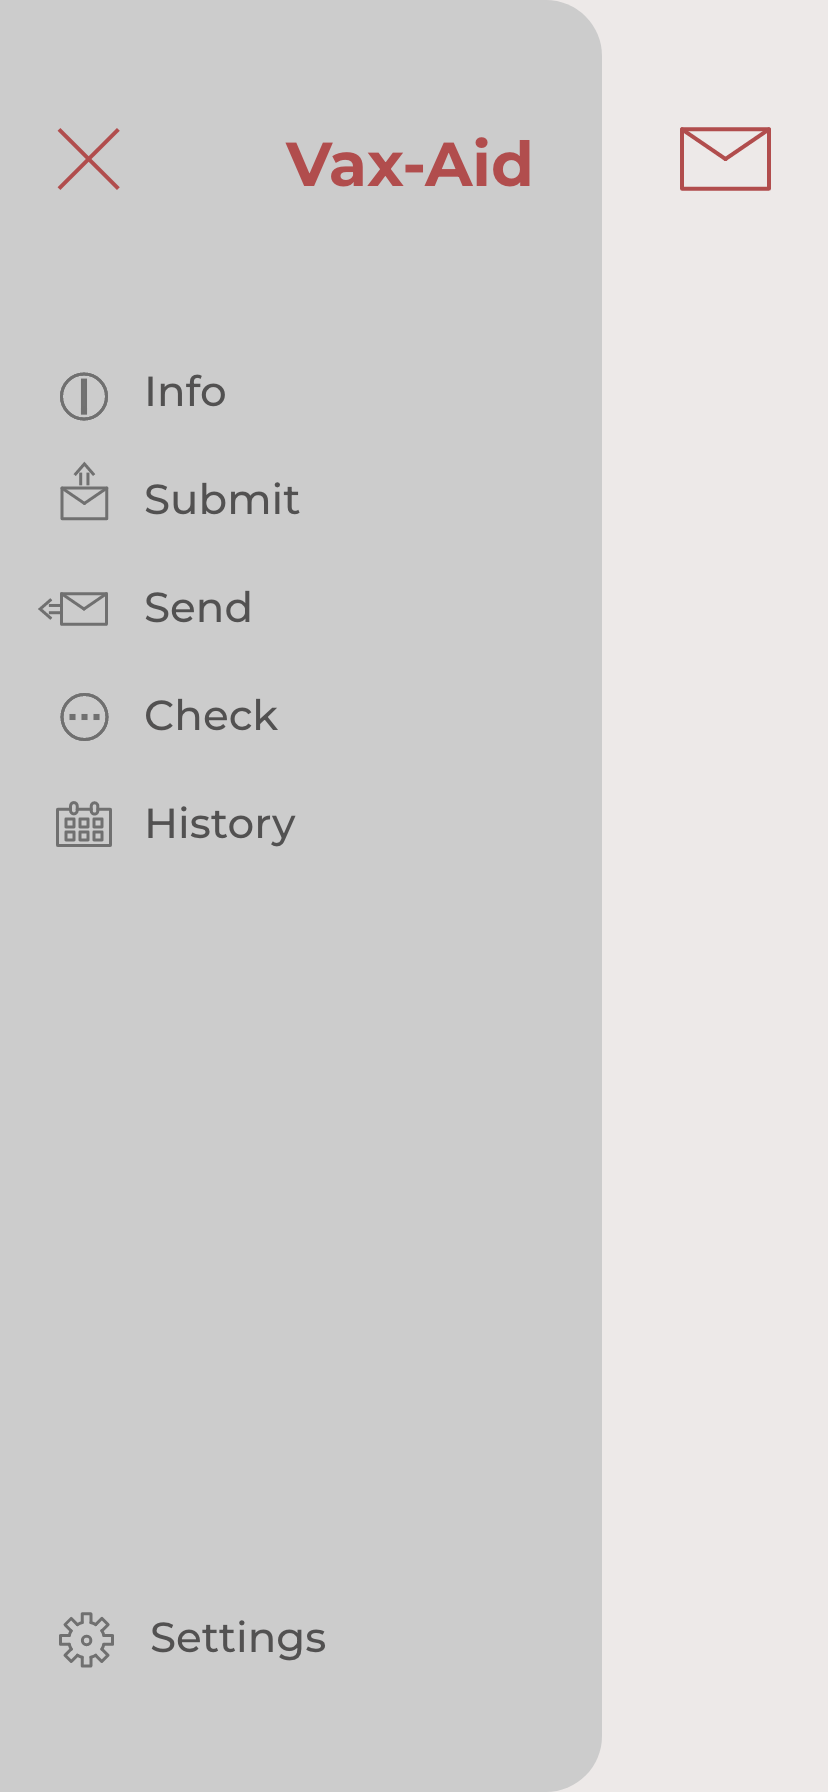 Vax-Aid
Info
Submit
Send
Check
History
Settings